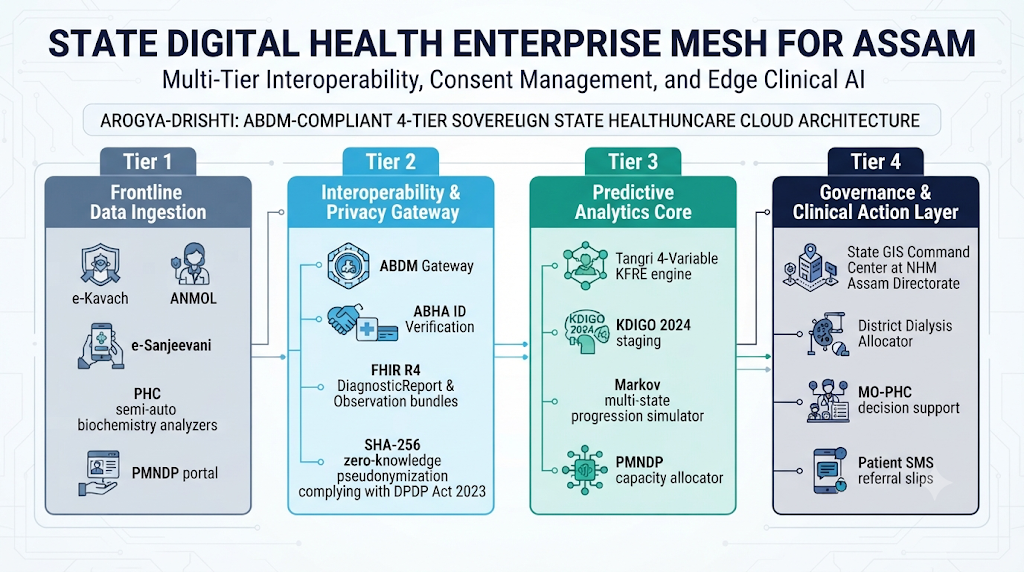 STATE DIGITAL HEALTH ENTERPRISE MESH FOR ASSAM
Multi-Tier Interoperability, Consent Management, and Edge Clinical AI
AROGYA-DRISHTI: ABDM-COMPLIANT 4-TIER SOVEREIGN STATE HEALTHUNCARE CLOUD ARCHITECTURE
Tier 1
Frontline
Data Ingestion
e-Kavach
ANMOL
e-Sanjeevani
PHC
semi-auto
biochemistry analyzers
PMNDP portal
Tier 2
Interoperability &
Privacy Gateway
ABDM Gateway
ABHA ID
Verification
FHIR R4
DiagnosticReport &
Observation bundles
SHA-256
zero-knowledge
pseudonymization
complying with DPDP Act 2023
Tier 3
Predictive
Analytics Core
Tangri 4-Variable
KFRE engine
KDIGO
2024
KDIGO 2024
staging
Markov
multi-state
progression simulator
PMNDP
capacity allocator
Tier 4
Governance &
Clinical Action Layer
State GIS Command
Center at NHM
Assam Directorate
District Dialysis
Allocator
MO-PHC
decision support
Patient SMS
referral slips